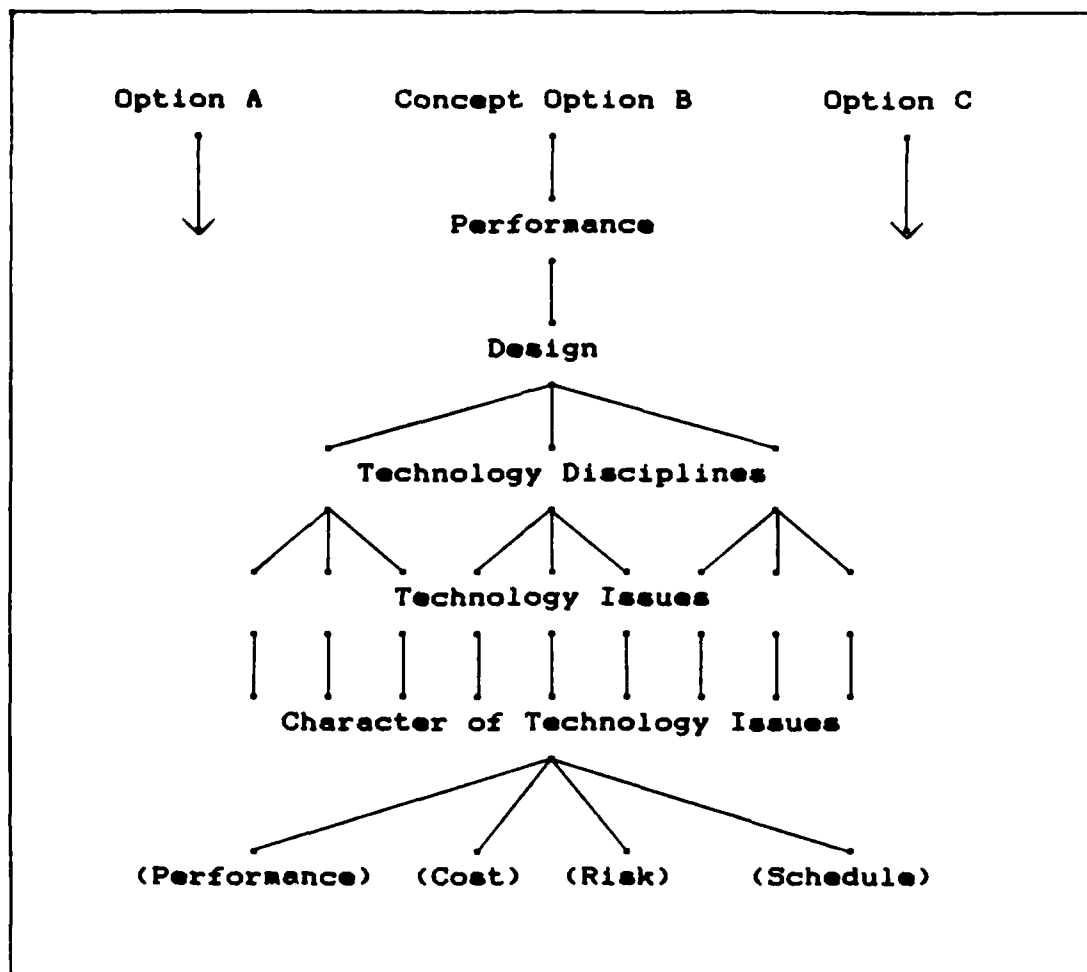 Option A Concept Option B Option C
Performance
Design
Technology Disciplines
Technology Issues
Character of Technology Issues
(Performance) (Cost) (Risk) (Schedule)